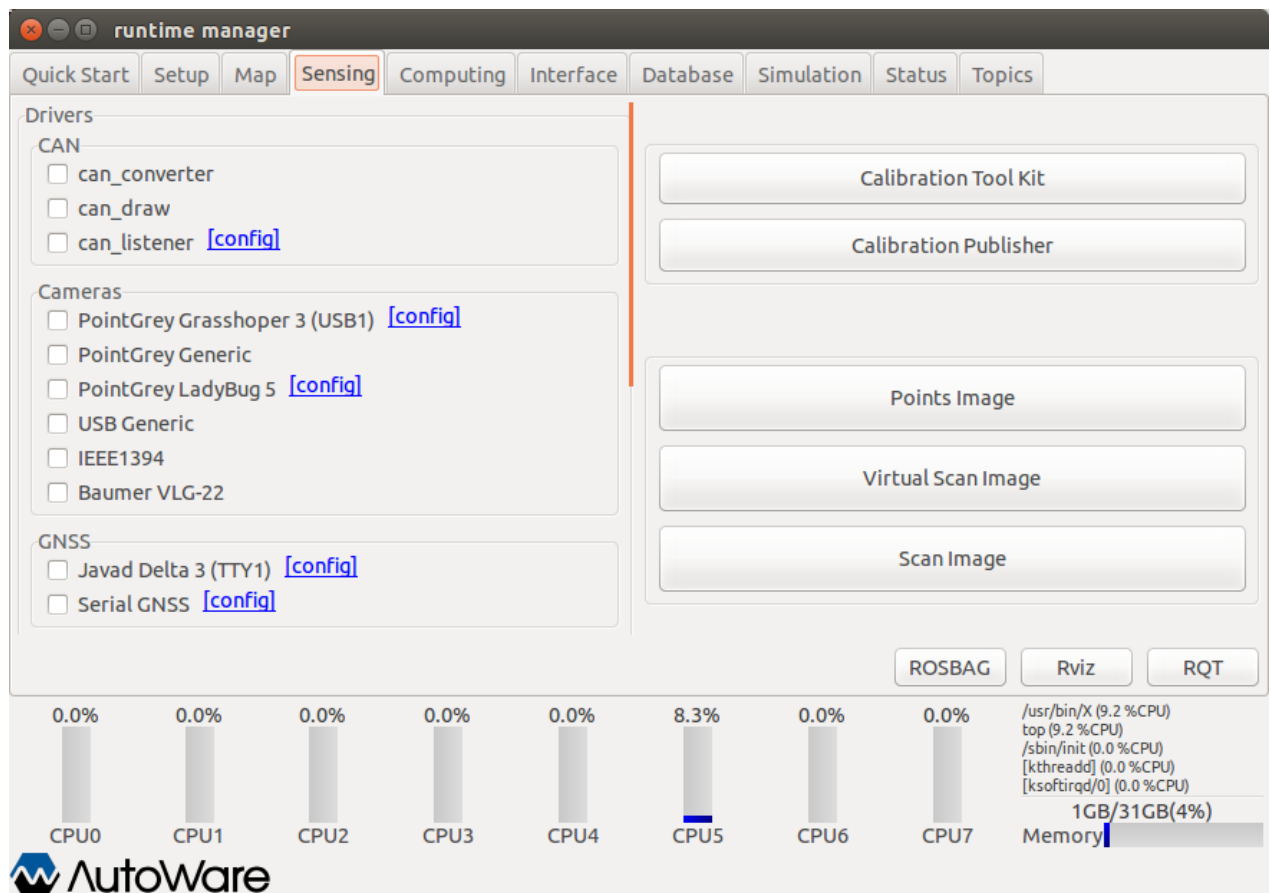 runtime manager
Quick Start Setup Map Sensing Computing Interface Database Simulation Status Topics
Drivers
CAN
can_converter
can_draw
can_listener [config]
Cameras
PointGrey Grasshoper 3 (USB1) [config]
PointGrey Generic
PointGrey LadyBug 5 [config]
USB Generic
IEEE1394
Baumer VLG-22
GNSS
Javad Delta 3 (TTY1) [config]
Serial GNSS [config]
Calibration Tool Kit
Calibration Publisher
Points Image
Virtual Scan Image
Scan Image
ROSBAG Rviz RQT
0.0% 0.0% 0.0% 0.0% 0.0% 8.3% 0.0% 0.0%
CPU0 CPU1 CPU2 CPU3 CPU4 CPU5 CPU6 CPU7
/usr/bin/X (9.2 %CPU)
top (9.2 %CPU)
/sbin/init (0.0 %CPU)
[kthreadd] (0.0 %CPU)
[ksoftirqd/0] (0.0 %CPU)
1GB/31GB(4%)
Memory
AutoWare